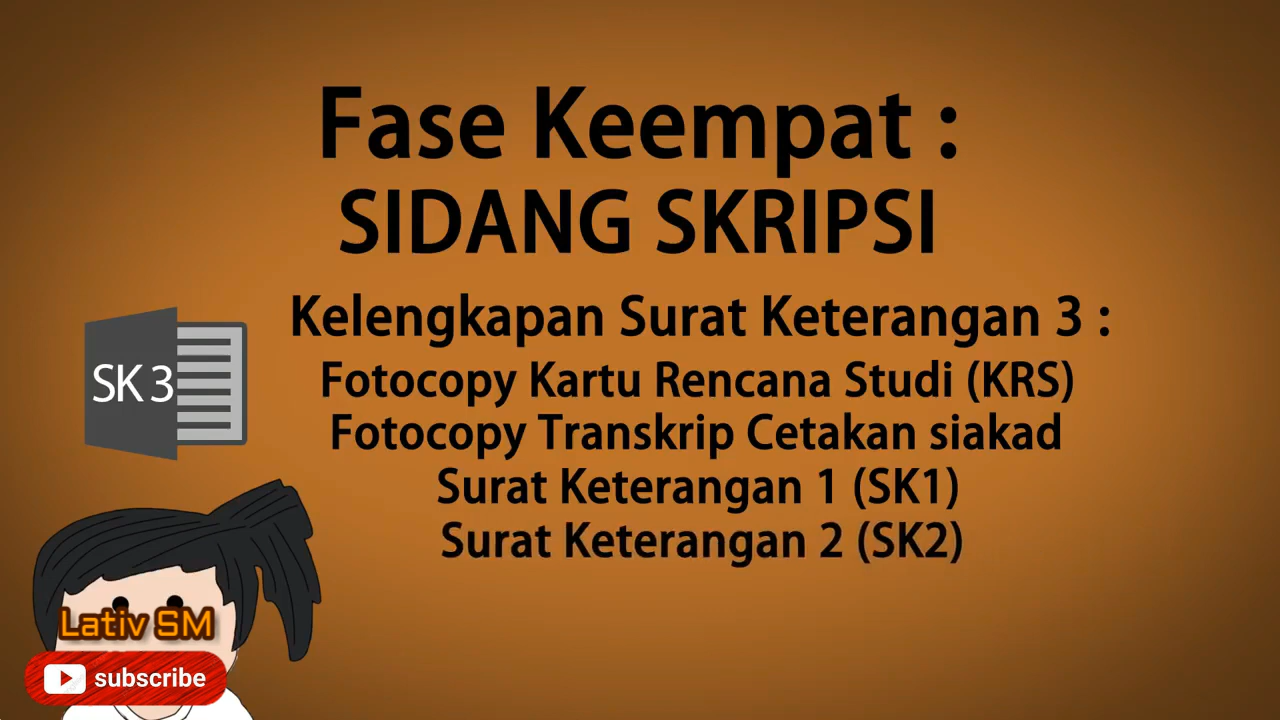 Fase Keempat :
SIDANG SKRIPSI
Kelengkapan Surat Keterangan 3 :
SK 3
Fotocopy Kartu Rencana Studi (KRS)
Fotocopy Transkrip Cetakan siakad
Surat Keterangan 1 (SK1)
Surat Keterangan 2 (SK2)
Lativ SM
subscribe